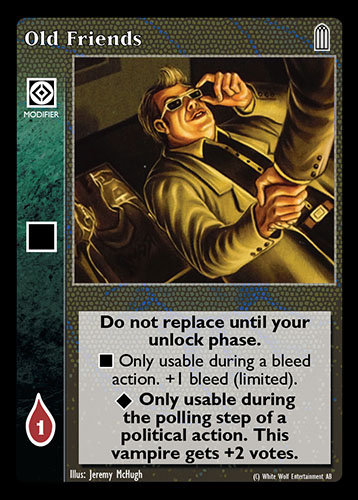 Old Friends
MODIFIER
Do not replace until your
unlock phase.
Only usable during a bleed
action. +1 bleed (limited).
Only usable during
the polling step of a
political action. This
vampire gets +2 votes.
1
Illus: Jeremy McHugh
(C) White Wolf Entertainment AB